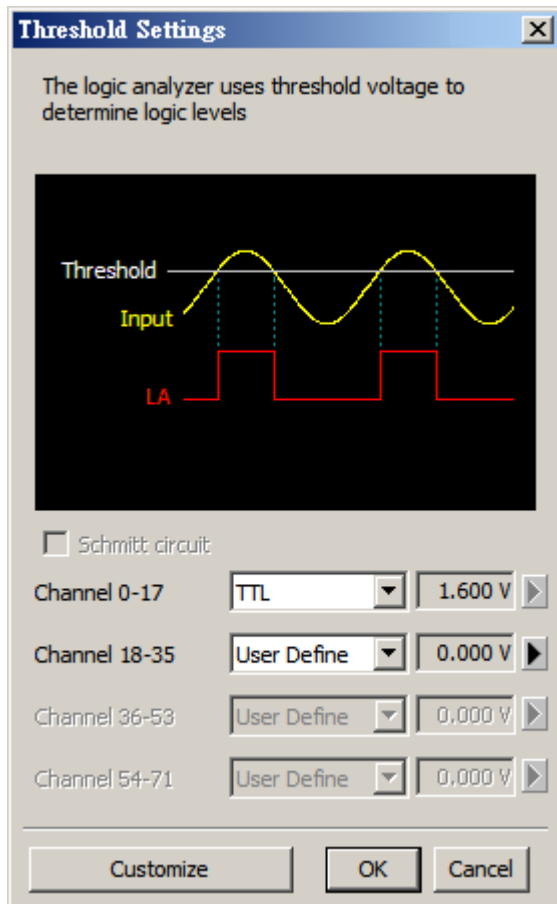 Threshold Settings
The logic analyzer uses threshold voltage to
determine logic levels
Threshold
Input
LA
Schmitt circuit
Channel 0-17 TTL 1.600 V
Channel 18-35 User Define 0.000 V
Channel 36-53 User Define 0.000 V
Channel 54-71 User Define 0.000 V
Customize OK Cancel